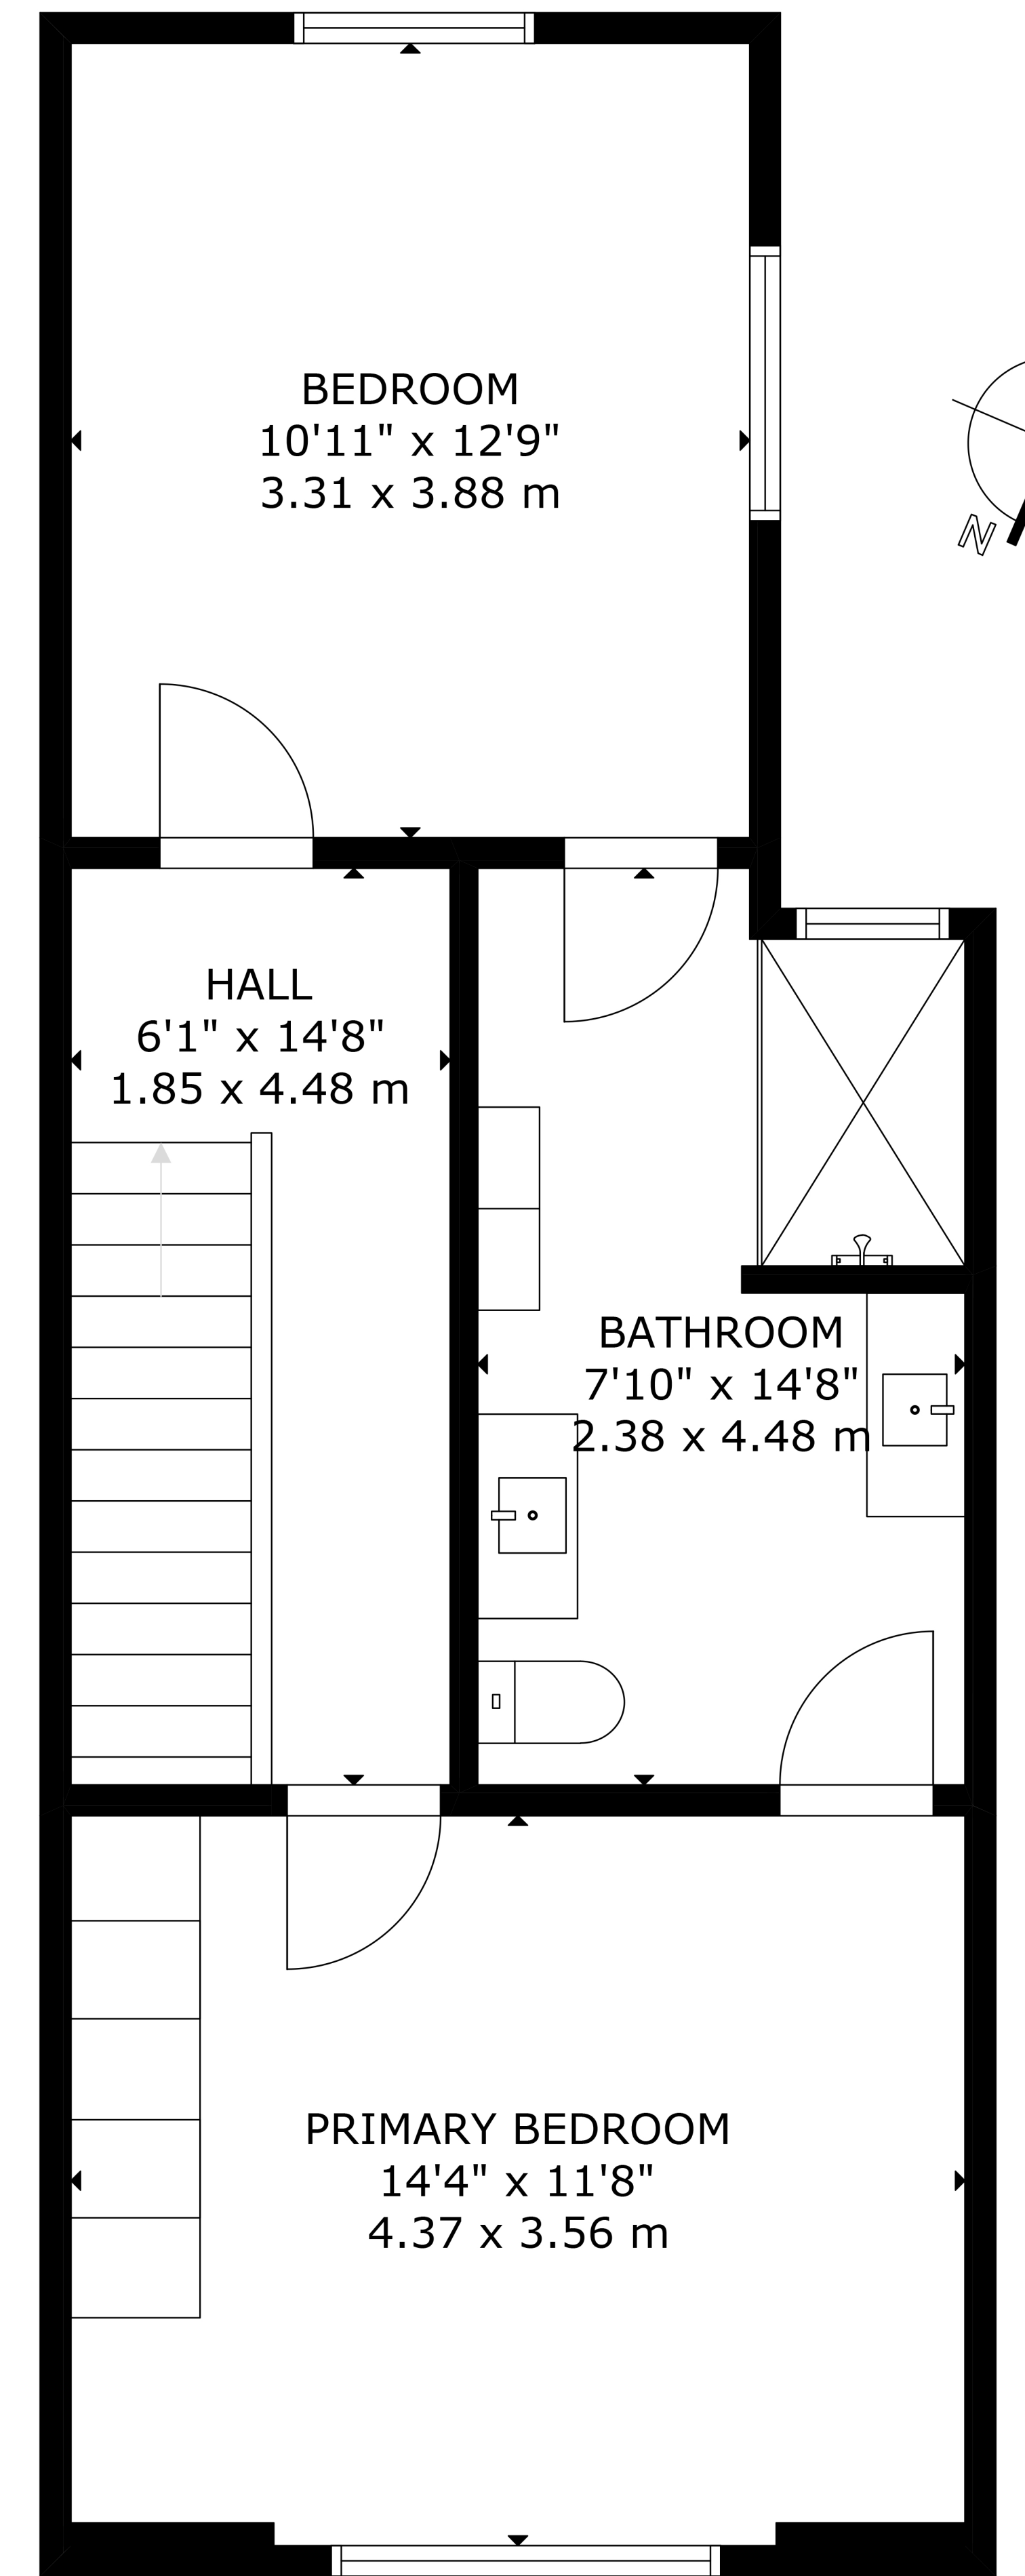 BEDROOM
10'11" x 12'9"
3.31 x 3.88 m
N
HALL
6'1" x 14'8"
1.85 x 4.48 m
BATHROOM
7'10" x 14'8"
2.38 x 4.48 m
PRIMARY BEDROOM
14'4" x 11'8"
4.37 x 3.56 m